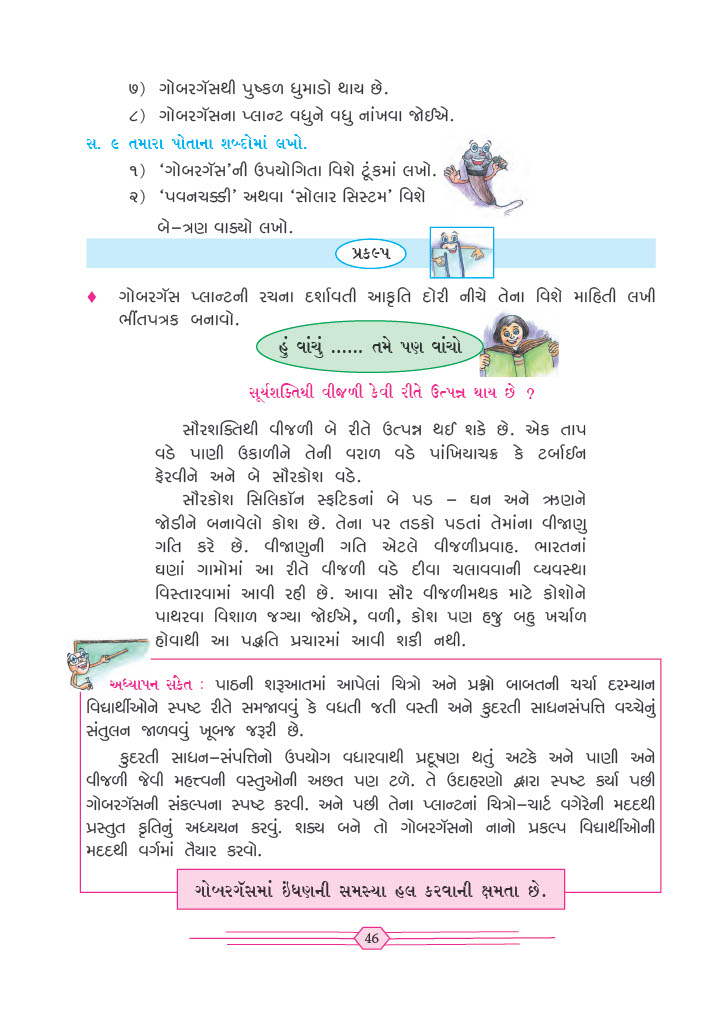 ૭) ગોબરગૅસથી પુષ્કળ ધુમાડો થાય છે.
૮) ગોબરગૅસના પ્લાન્ટ વધુને વધુ નાંખવા જોઈએ.
સ. ૯ તમારા પોતાના શબ્દોમાં લખો.
૧) ‘ગોબરગૅસ’ની ઉપયોગિતા વિશે ટૂંકમાં લખો.
૨) ‘પવનચક્કી’ અથવા ‘સોલાર સિસ્ટમ’ વિશે
બે–ત્રણ વાક્યો લખો.
પ્રકલ્પ
♦ ગોબરગૅસ પ્લાન્ટની રચના દર્શાવતી આકૃતિ દોરી નીચે તેના વિશે માહિતી લખી
ભીંતપત્રક બનાવો.
હું વાંચું ...... તમે પણ વાંચો
સૂર્યશક્તિથી વીજળી કેવી રીતે ઉત્પન્ન થાય છે ?
સૌરશક્તિથી વીજળી બે રીતે ઉત્પન્ન થઈ શકે છે. એક તાપ
વડે પાણી ઉકાળીને તેની વરાળ વડે પાંખિયાચક્ર કે ટર્બાઈન
ફેરવીને અને બે સૌરકોશ વડે.
સૌરકોશ સિલિકૉન સ્ફટિકનાં બે પડ – ઘન અને ઋણને
જોડીને બનાવેલો કોશ છે. તેના પર તડકો પડતાં તેમાંના વીજાણુ
ગતિ કરે છે. વીજાણુની ગતિ એટલે વીજળીપ્રવાહ. ભારતનાં
ઘણાં ગામોમાં આ રીતે વીજળી વડે દીવા ચલાવવાની વ્યવસ્થા
વિસ્તારવામાં આવી રહી છે. આવા સૌર વીજળીમથક માટે કોશોને
પાથરવા વિશાળ જગ્યા જોઈએ, વળી, કોશ પણ હજુ બહુ ખર્ચાળ
હોવાથી આ પદ્ધતિ પ્રચારમાં આવી શકી નથી.
અધ્યાપન સંકેત : પાઠની શરૂઆતમાં આપેલાં ચિત્રો અને પ્રશ્નો બાબતની ચર્ચા દરમ્યાન
વિદ્યાર્થીઓને સ્પષ્ટ રીતે સમજાવવું કે વધતી જતી વસ્તી અને કુદરતી સાધનસંપત્તિ વચ્ચેનું
સંતુલન જાળવવું ખૂબજ જરૂરી છે.
કુદરતી સાધન–સંપત્તિનો ઉપયોગ વધારવાથી પ્રદૂષણ થતું અટકે અને પાણી અને
વીજળી જેવી મહત્ત્વની વસ્તુઓની અછત પણ ટળે. તે ઉદાહરણો દ્વારા સ્પષ્ટ કર્યા પછી
ગોબરગૅસની સંકલ્પના સ્પષ્ટ કરવી. અને પછી તેના પ્લાન્ટનાં ચિત્રો–ચાર્ટ વગેરેની મદદથી
પ્રસ્તુત કૃતિનું અધ્યયન કરવું. શક્ય બને તો ગોબરગૅસનો નાનો પ્રકલ્પ વિદ્યાર્થીઓની
મદદથી વર્ગમાં તૈયાર કરવો.
ગોબરગૅસમાં ઇંધણની સમસ્યા હલ કરવાની ક્ષમતા છે.
46